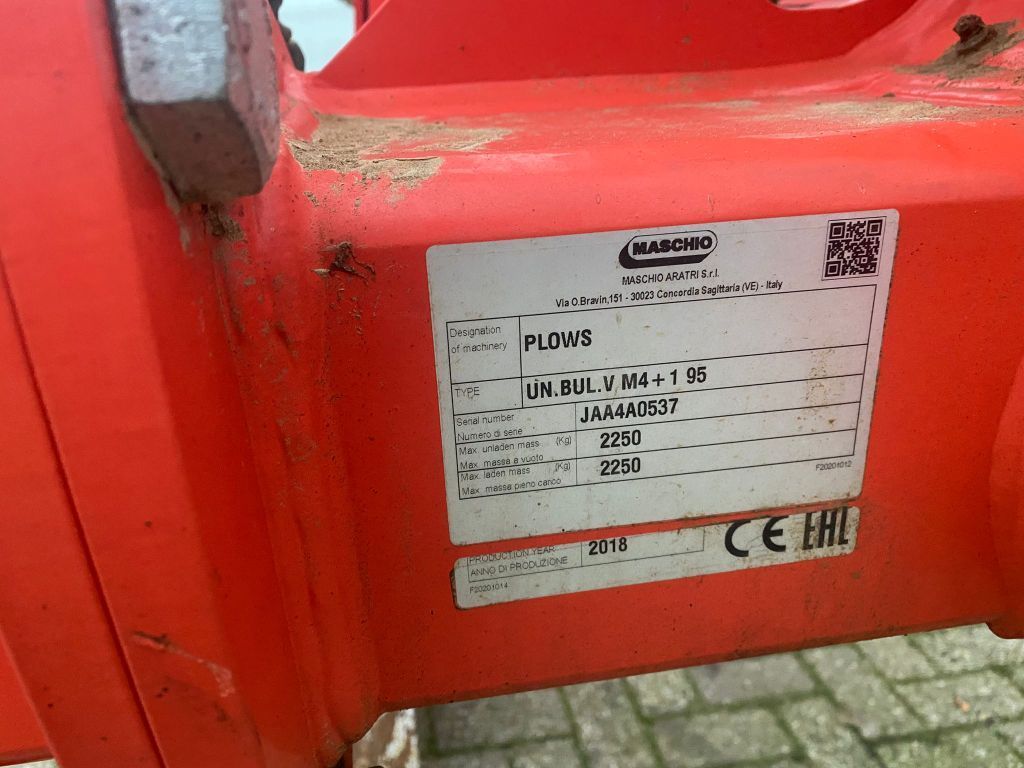 MASCHIO
MASCHIO ARATRI S.r.l.
Via O.Bravin,151 - 30023 Concordia Sagittaria (VE) - Italy
Designation
of machinery
PLOWS
TYPE
UN.BUL.V M4+1 95
Serial number
Numero di serie
JAA4A0537
Max. unladen mass (Kg)
Max. massa a vuoto
2250
Max. laden mass (Kg)
Max. massa pieno carico
2250
F20201012
PRODUCTION YEAR
ANNO DI PRODUZIONE
2018
CE EHL
F20201014